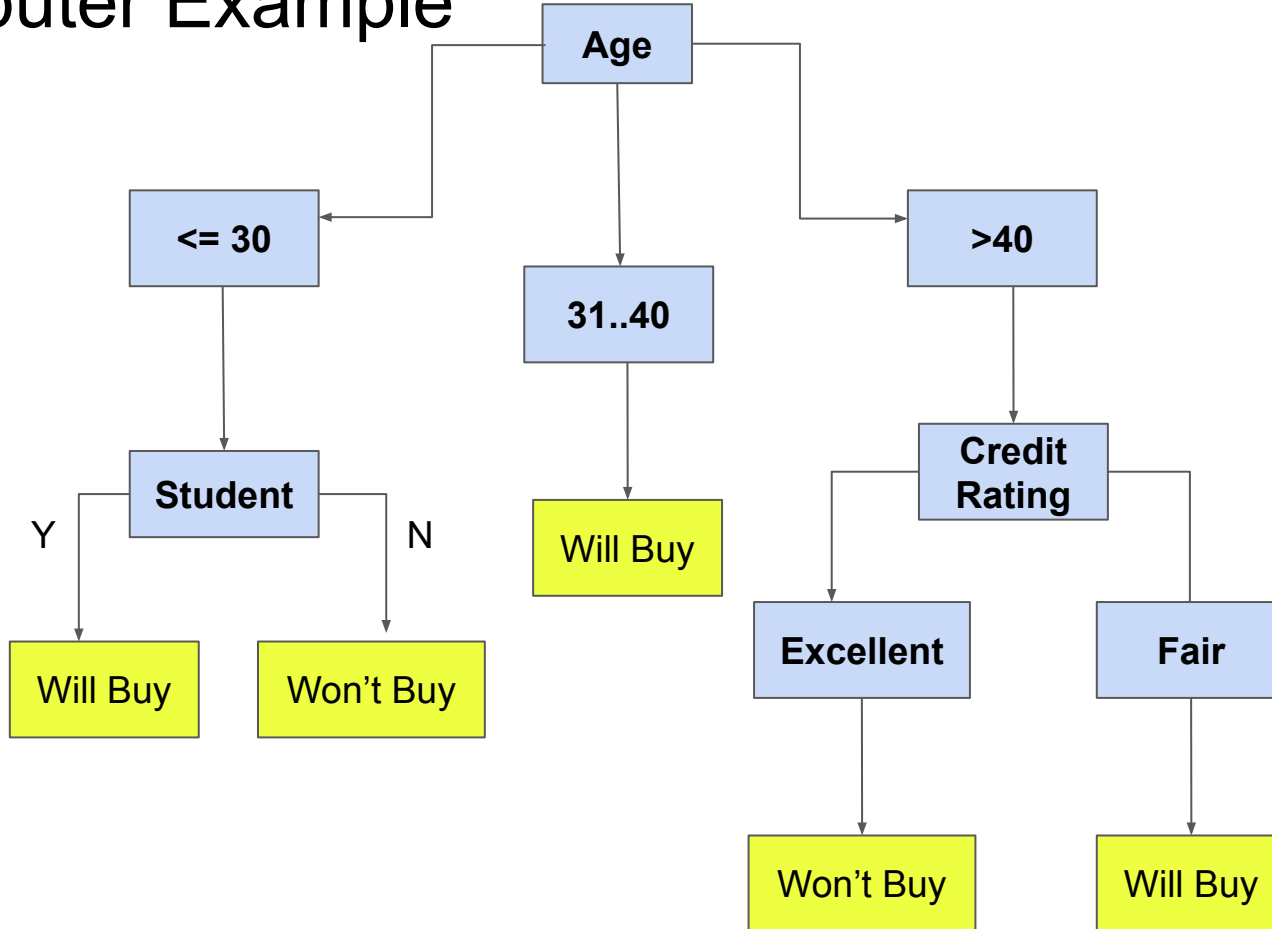 outer Example
Age
<= 30
31..40
>40
Student
Y
N
Will Buy
Won’t Buy
Will Buy
Credit
Rating
Excellent
Fair
Won’t Buy
Will Buy